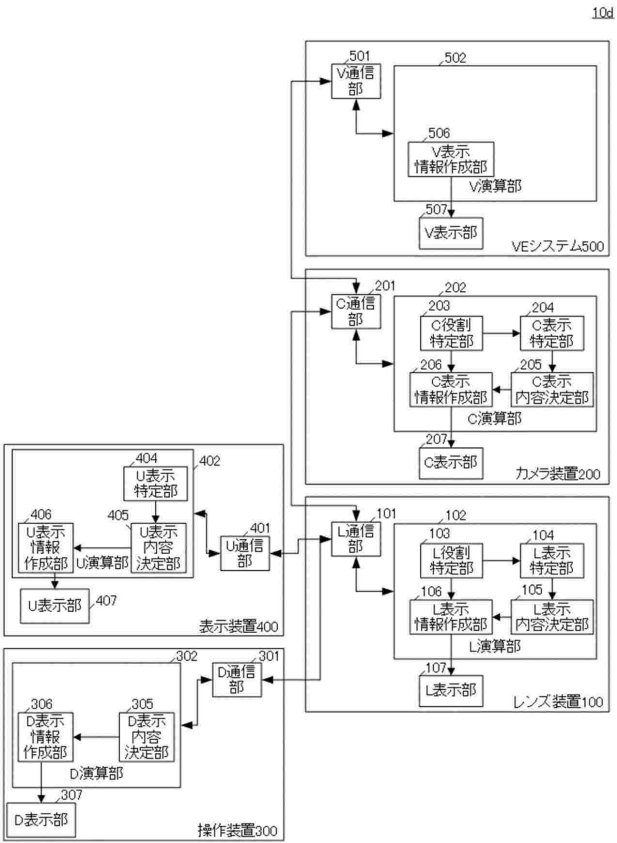 10d
501
V通信
部
502
506
V表示
情報作成部
V演算部
507
V表示部
VEシステム500
201
C通信
部
202
203
C役割
特定部
204
C表示
特定部
206
C表示
情報作成部
205
C表示
内容決定部
C演算部
207
C表示部
カメラ装置200
402
404
U表示
特定部
406
U表示
情報
作成部
405
U表示
内容
決定部
U演算部
401
U通信
部
U表示部
407
表示装置400
101
L通信
部
102
103
L役割
特定部
104
L表示
特定部
106
L表示
情報作成部
105
L表示
内容決定部
L演算部
107
L表示部
レンズ装置100
302
301
D通信
部
306
D表示
情報
作成部
305
D表示
内容
決定部
D演算部
307
D表示部
操作装置300